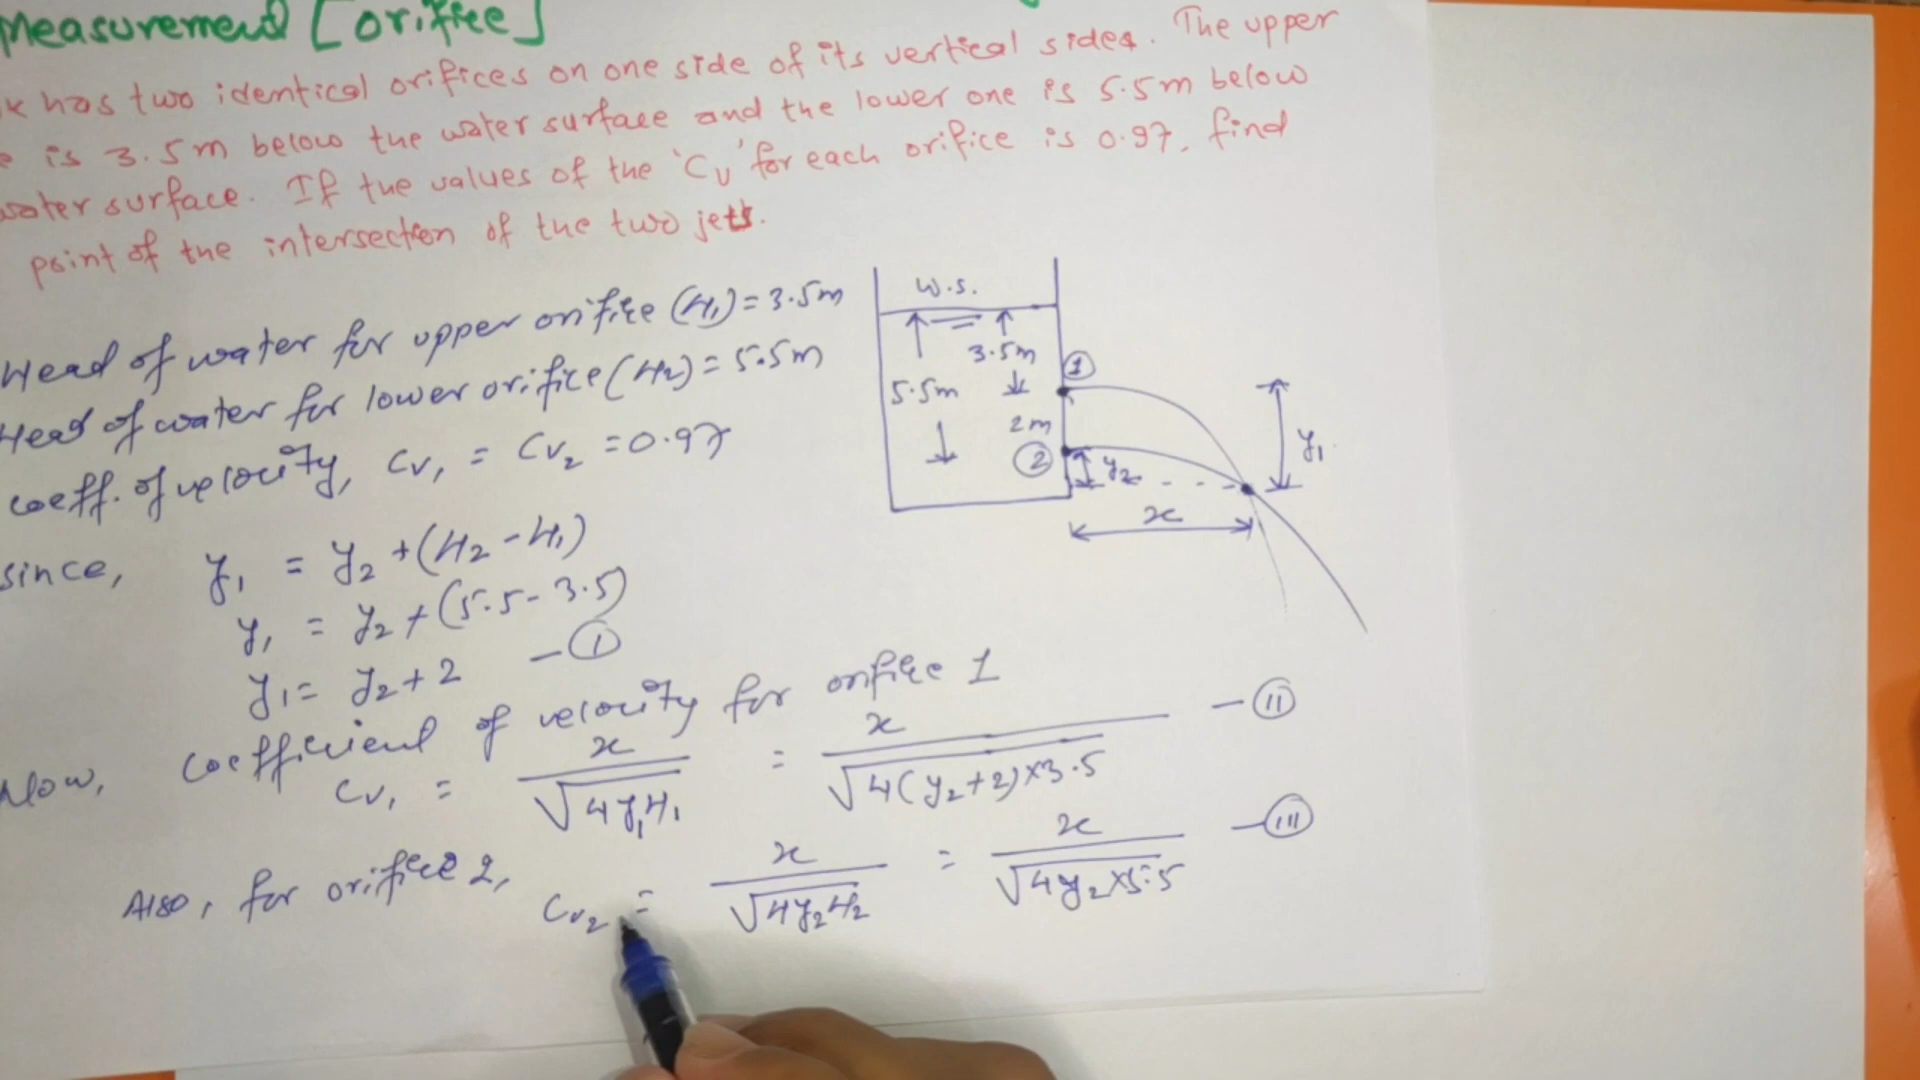 Measurement [orifice]
has two identical orifices on one side of its vertical sides. The upper
is 3.5m below the water surface and the lower one is 5.5m below
water surface. If the values of the 'Cv' for each orifice is 0.97, find
point of the intersection of the two jets.
Head of water for upper orifice (H₁) = 3.5m
Head of water for lower orifice (H₂) = 5.5m
coeff. of velocity, Cv₁ = Cv₂ = 0.97
W.S.
3.5m
5.5m
2m
①
②
y₁
y₂
x
since, y₁ = y₂ + (H₂ - H₁)
y₁ = y₂ + (5.5 - 3.5)
y₁ = y₂ + 2 - Ⓘ
Now, coefficient of velocity for orifice 1
Cv₁ = x / √4y₁H₁ = x / √4(y₂+2)×3.5 - (II)
Also, for orifice 2, Cv₂ = x / √4y₂H₂ = x / √4y₂×5.5 - (III)